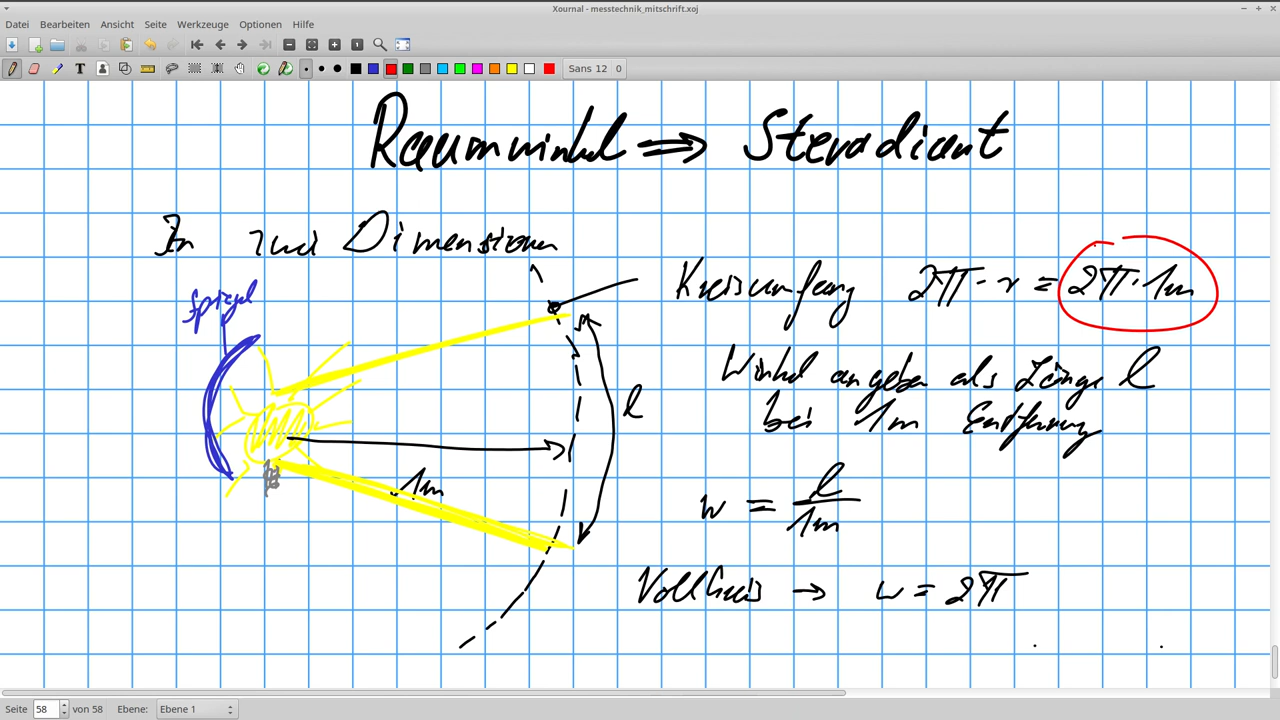 Xournal - messtechnik_mitschrift.xoj
Datei Bearbeiten Ansicht Seite Werkzeuge Optionen Hilfe
Sans 12 0
Raumwinkel ⇒ Steradiant
In zwei Dimensionen
Spiegel
Kreisumfang 2π · r = 2π · 1m
Winkel angeben als Länge l
bei 1m Entfernung
l
1m
w = l / 1m
Vollkreis → w = 2π
Seite 58 von 58 Ebene: Ebene 1